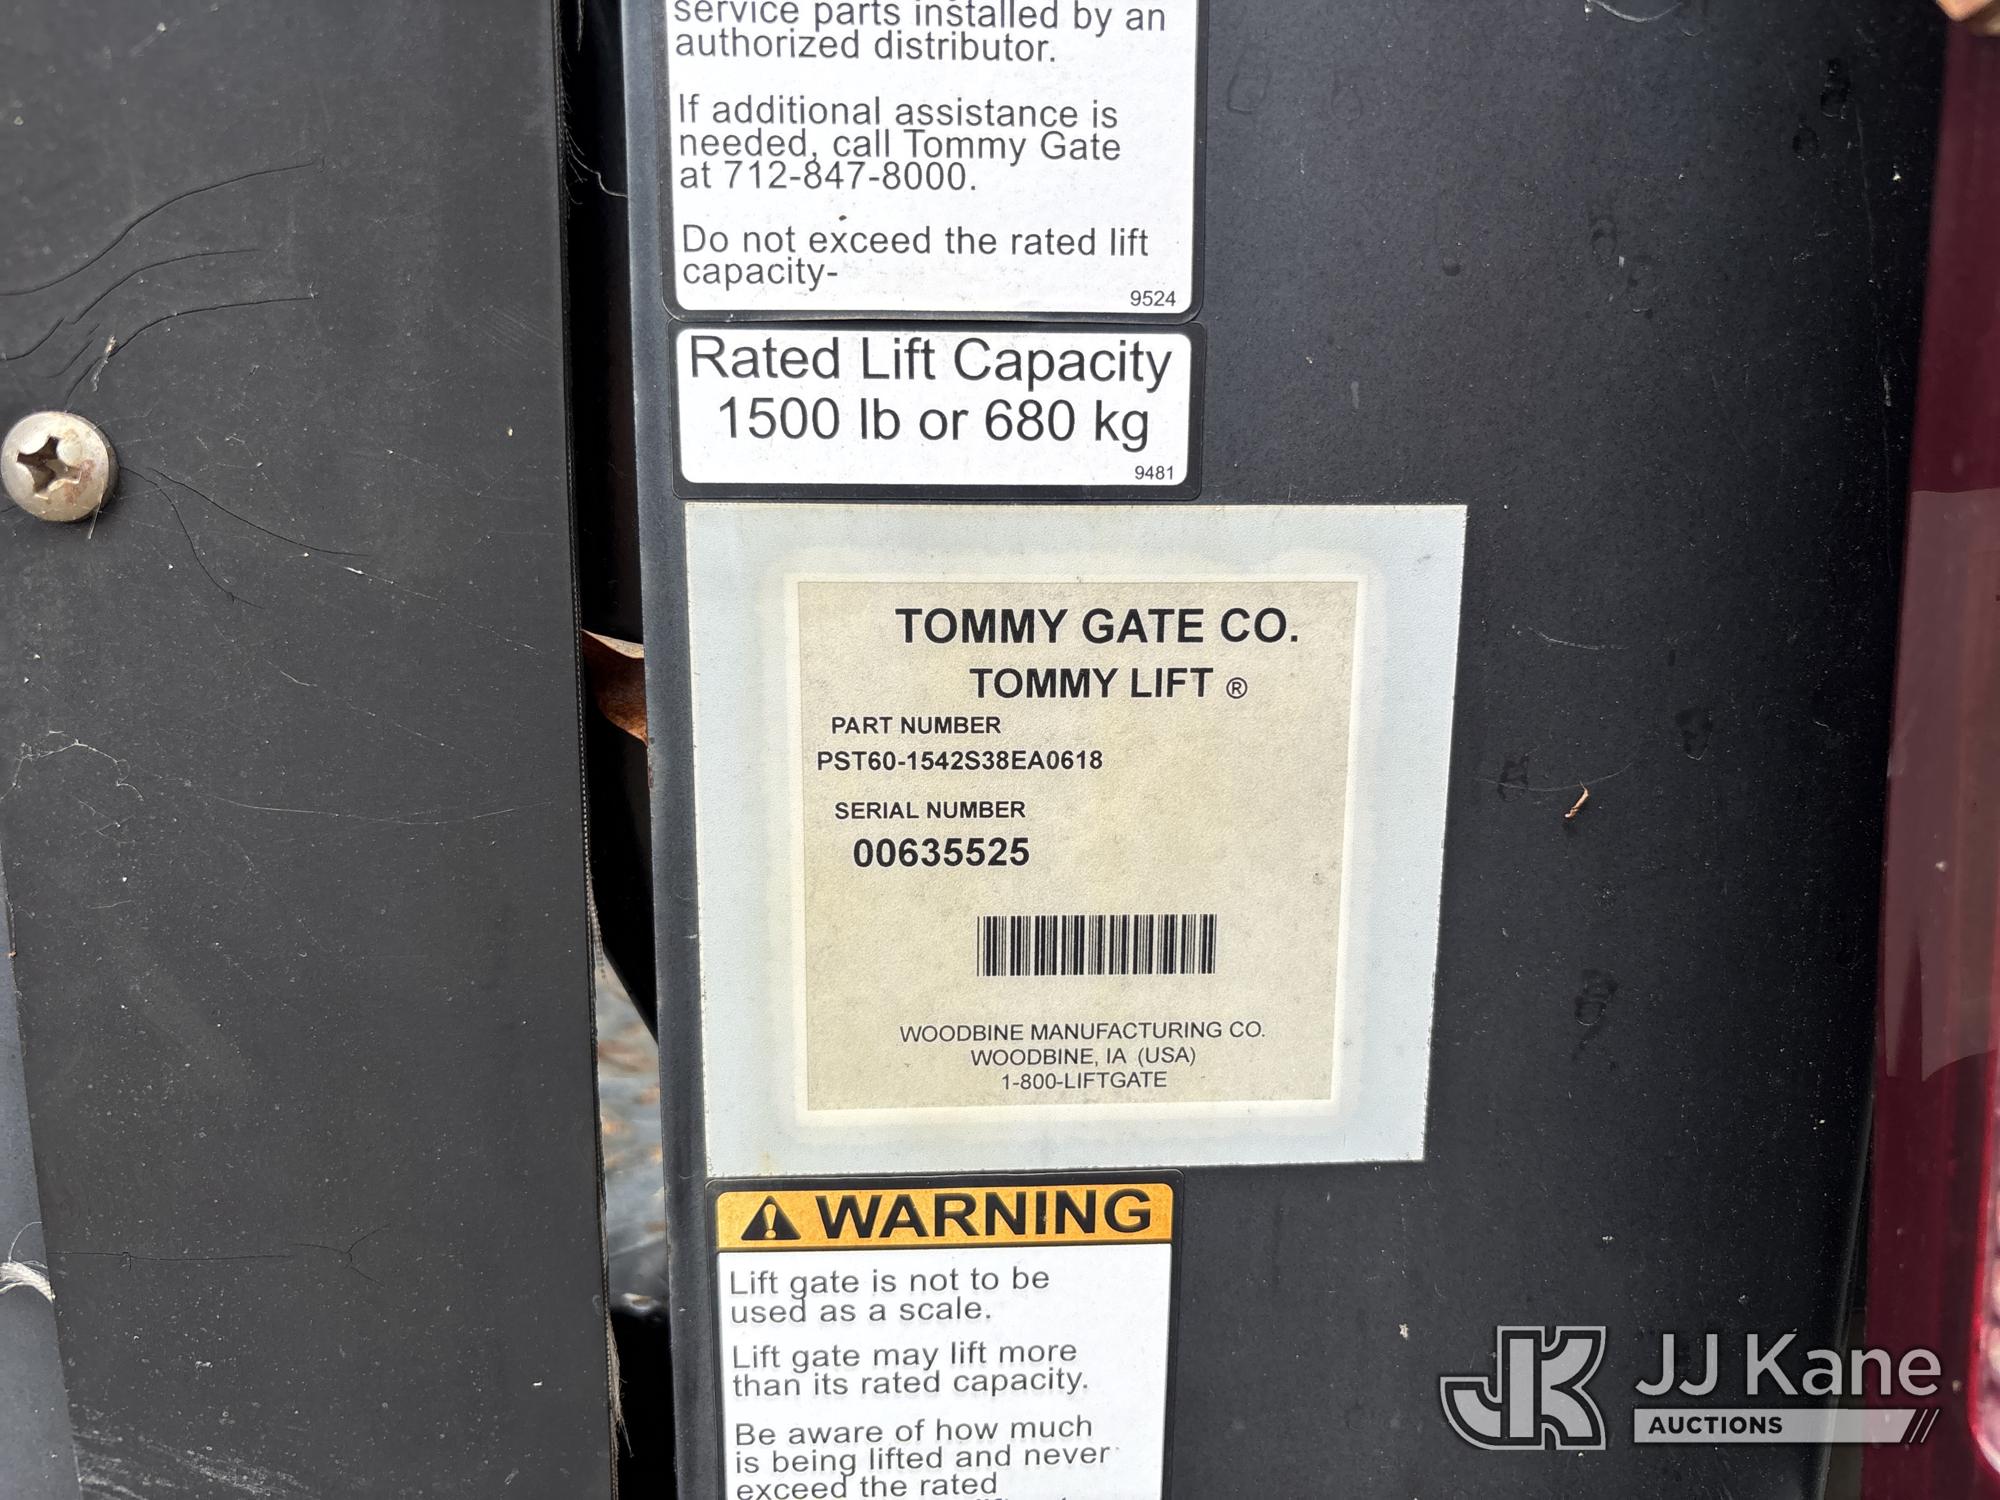 service parts installed by an
authorized distributor.
If additional assistance is
needed, call Tommy Gate
at 712-847-8000.
Do not exceed the rated lift
capacity-
9524
Rated Lift Capacity
1500 lb or 680 kg
9481
TOMMY GATE CO.
TOMMY LIFT ®
PART NUMBER
PST60-1542S38EA0618
SERIAL NUMBER
00635525
WOODBINE MANUFACTURING CO.
WOODBINE, IA (USA)
1-800-LIFTGATE
WARNING
Lift gate is not to be
used as a scale.
Lift gate may lift more
than its rated capacity.
Be aware of how much
is being lifted and never
exceed the rated
JK
JJ Kane
AUCTIONS